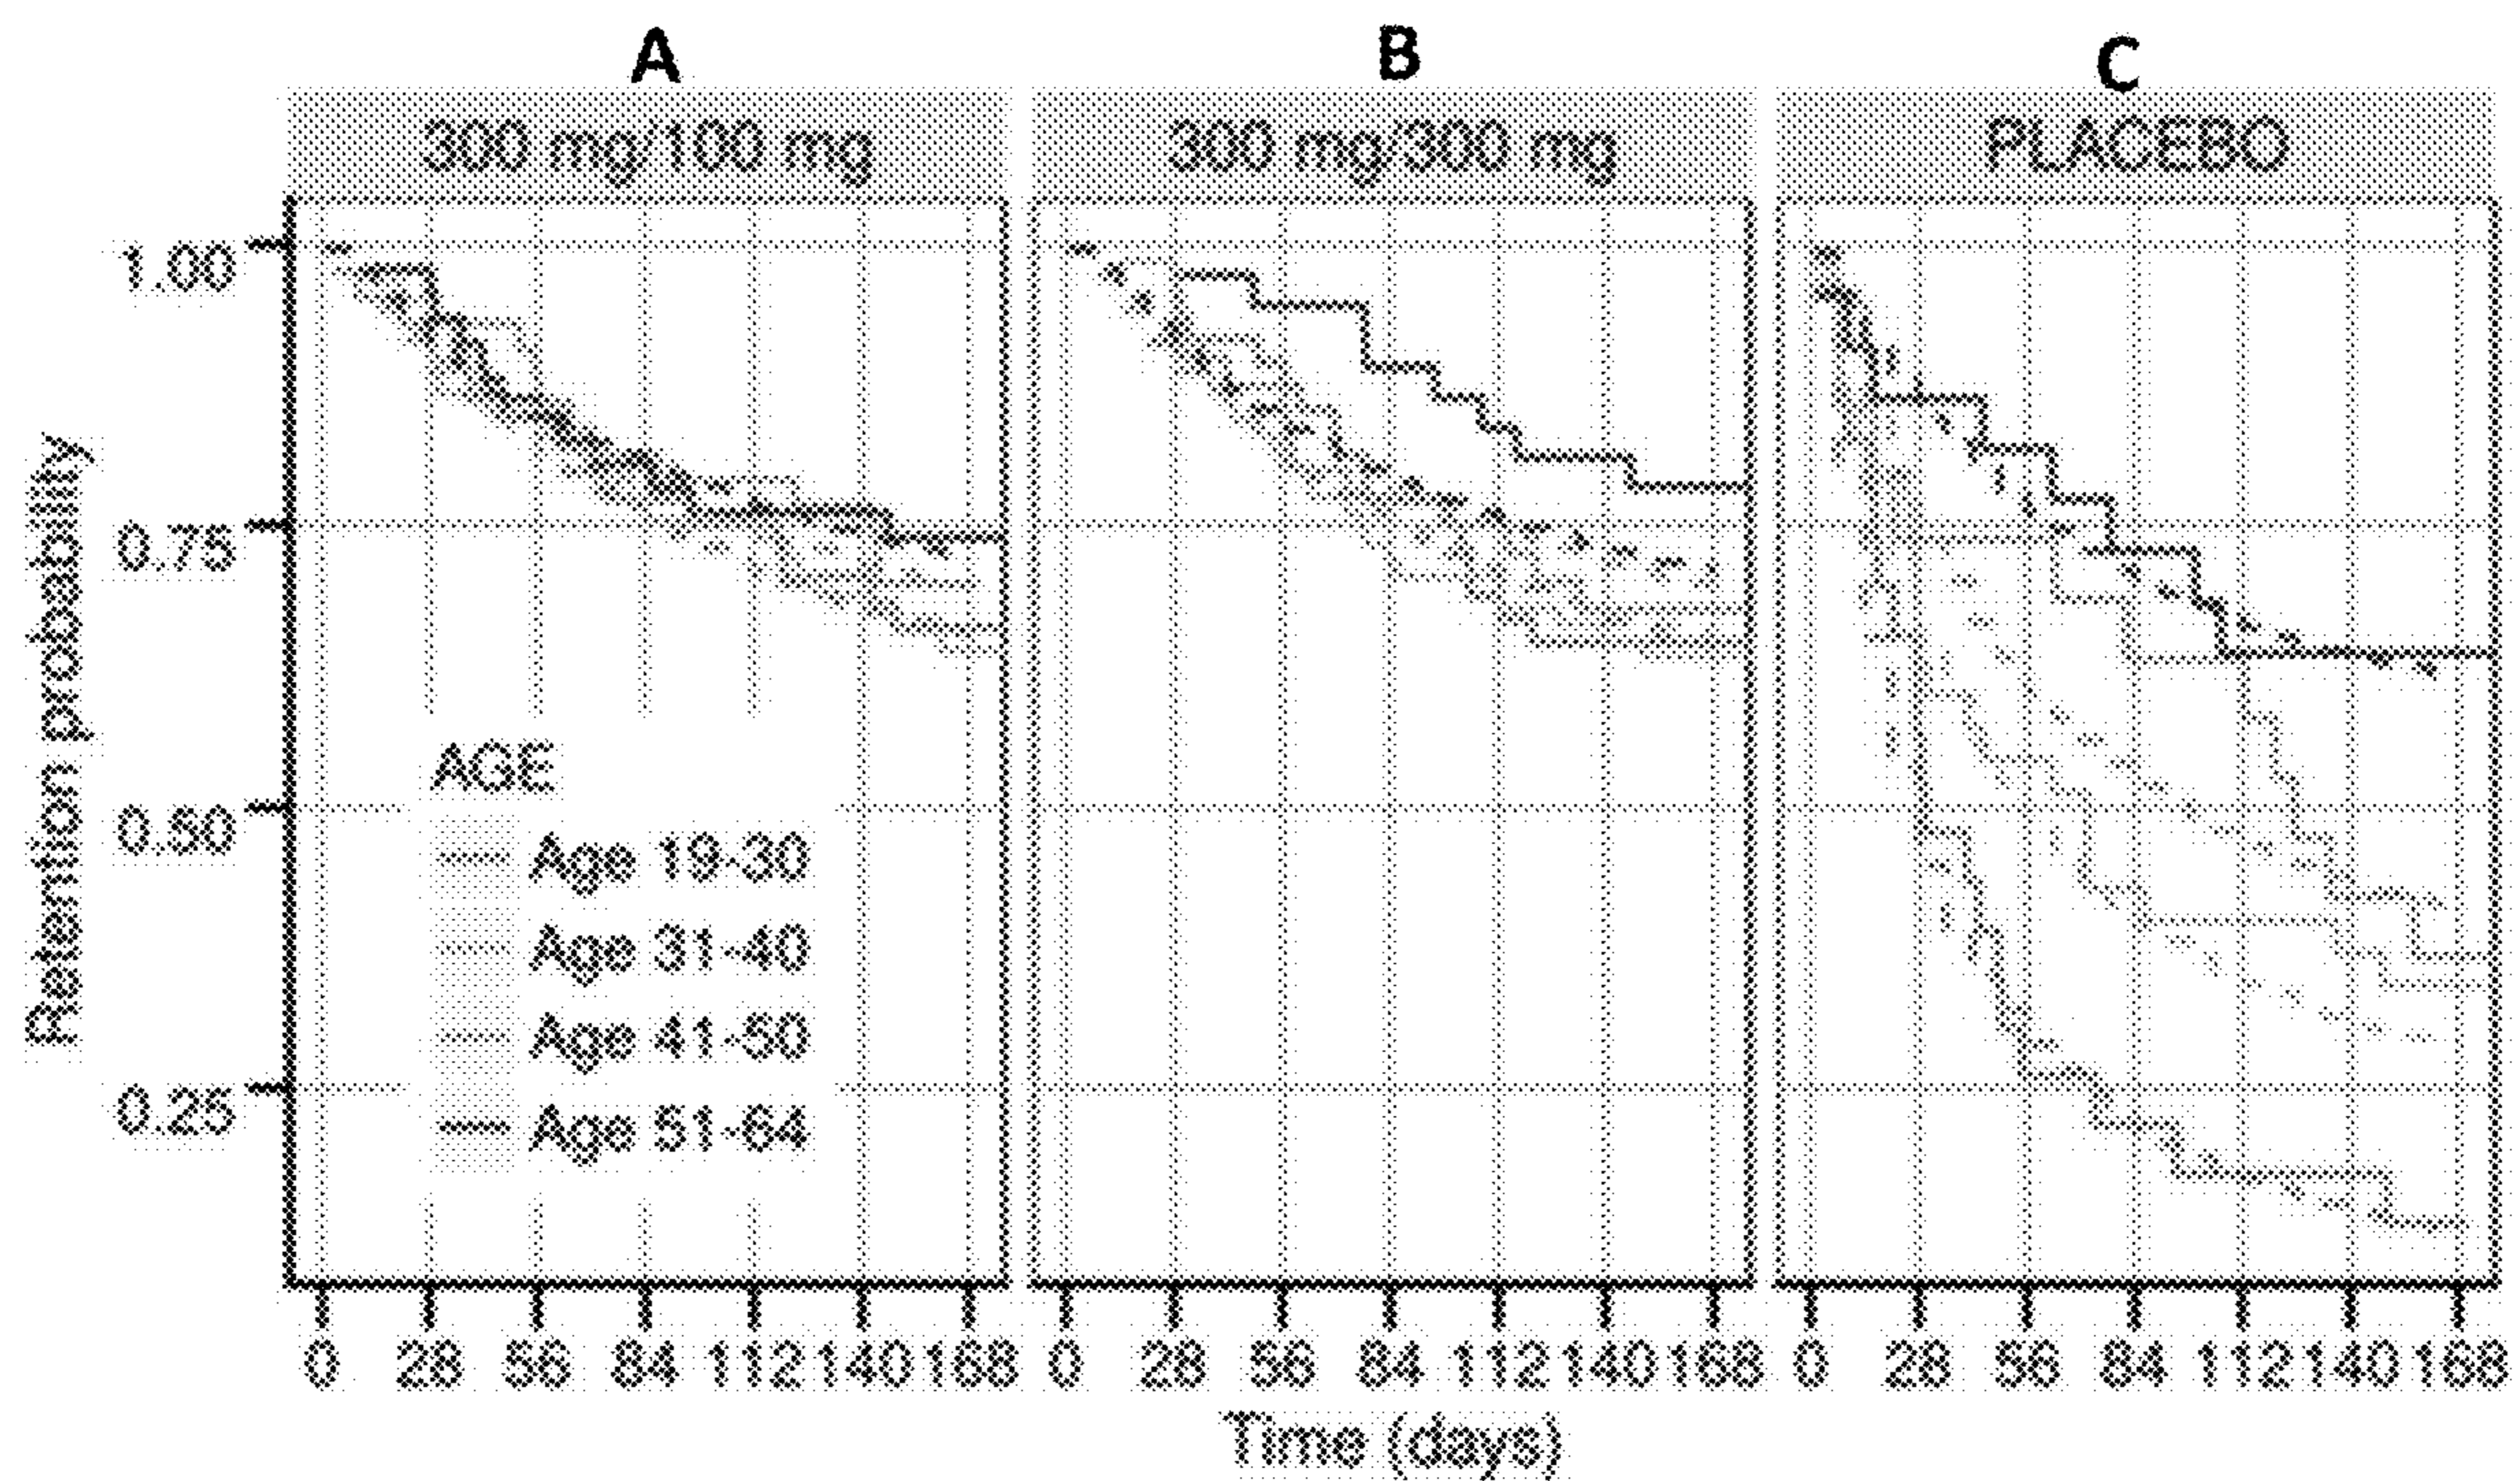 A
B
C
300 mg/100 mg
300 mg/300 mg
PLACEBO
Retention probability
1.00
0.75
0.50
0.25
AGE
Age 19-30
Age 31-40
Age 41-50
Age 51-64
0 28 56 84 112 140 168
0 28 56 84 112 140 168
0 28 56 84 112 140 168
Time (days)